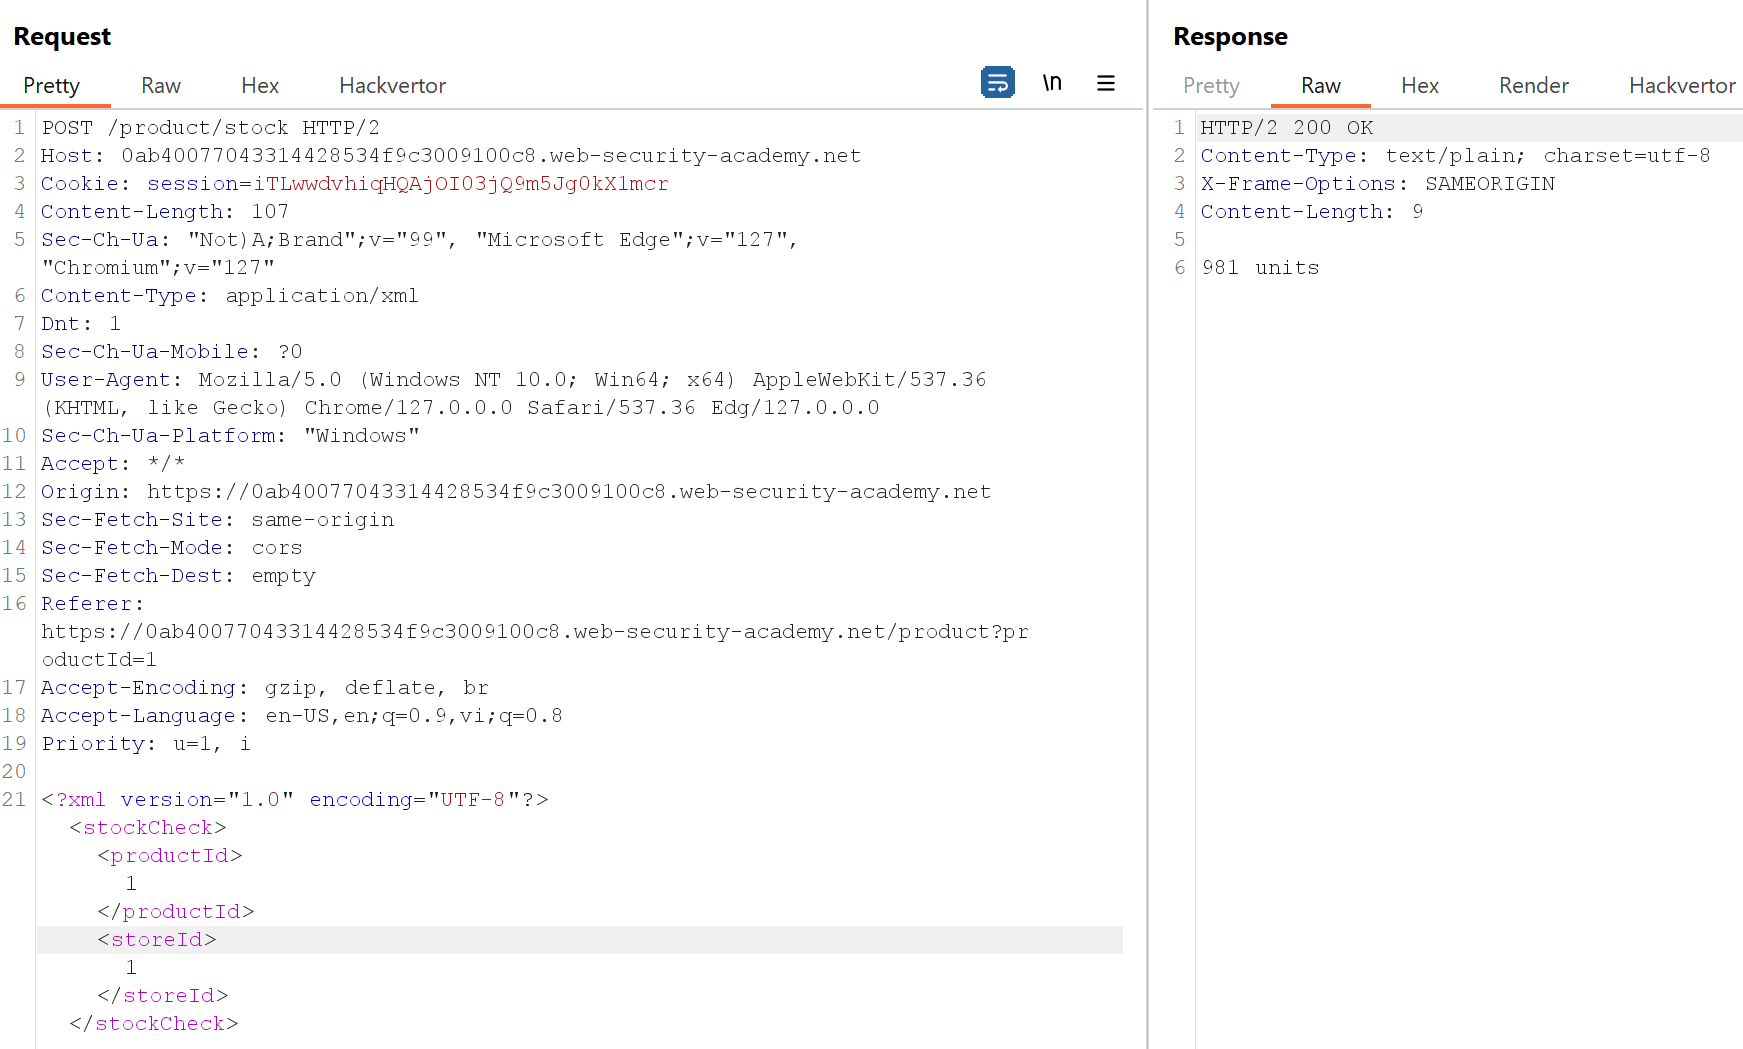 Request
Pretty Raw Hex Hackvertor \n
1 POST /product/stock HTTP/2
2 Host: 0ab40077043314428534f9c3009100c8.web-security-academy.net
3 Cookie: session=iTLwwdvhiqHQAjOI03jQ9m5Jg0kX1mcr
4 Content-Length: 107
5 Sec-Ch-Ua: "Not)A;Brand";v="99", "Microsoft Edge";v="127",
"Chromium";v="127"
6 Content-Type: application/xml
7 Dnt: 1
8 Sec-Ch-Ua-Mobile: ?0
9 User-Agent: Mozilla/5.0 (Windows NT 10.0; Win64; x64) AppleWebKit/537.36
(KHTML, like Gecko) Chrome/127.0.0.0 Safari/537.36 Edg/127.0.0.0
10 Sec-Ch-Ua-Platform: "Windows"
11 Accept: */*
12 Origin: https://0ab40077043314428534f9c3009100c8.web-security-academy.net
13 Sec-Fetch-Site: same-origin
14 Sec-Fetch-Mode: cors
15 Sec-Fetch-Dest: empty
16 Referer:
https://0ab40077043314428534f9c3009100c8.web-security-academy.net/product?pr
oductId=1
17 Accept-Encoding: gzip, deflate, br
18 Accept-Language: en-US,en;q=0.9,vi;q=0.8
19 Priority: u=1, i
20
21 <?xml version="1.0" encoding="UTF-8"?>
<stockCheck>
<productId>
1
</productId>
<storeId>
1
</storeId>
</stockCheck>
Response
Pretty Raw Hex Render Hackvertor
1 HTTP/2 200 OK
2 Content-Type: text/plain; charset=utf-8
3 X-Frame-Options: SAMEORIGIN
4 Content-Length: 9
5
6 981 units